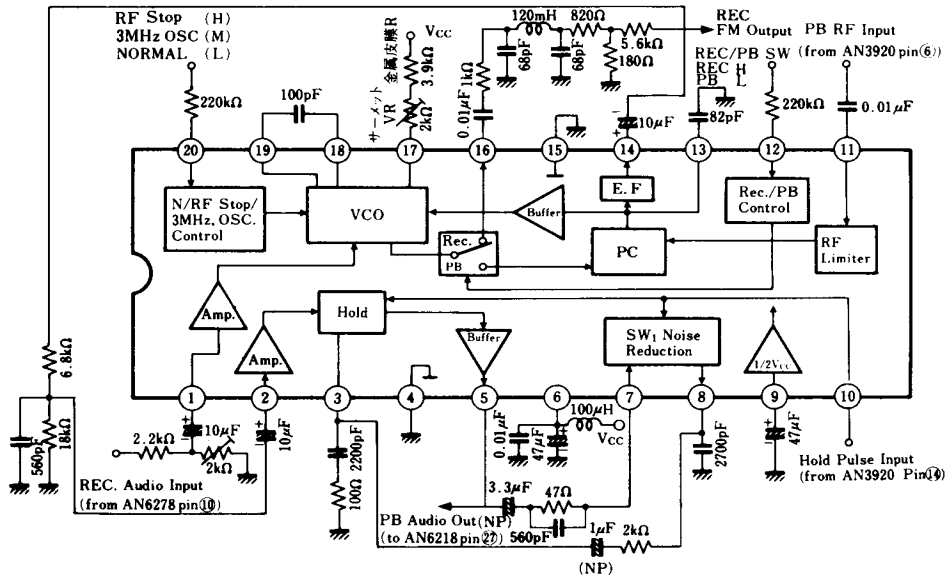 RF Stop (H)
3MHz OSC (M)
NORMAL (L)
220kΩ
100pF
サーメット VR
金属皮膜R
VCC
3.9kΩ
2kΩ
0.01μF
1kΩ
120mH
68pF
68pF
820Ω
180Ω
5.6kΩ
REC
FM Output
PB RF Input
(from AN3920 pin⑥)
REC/PB SW
REC H
PB L
10μF
82pF
220kΩ
0.01μF
20
19
18
17
16
15
14
13
12
11
N/RF Stop/
3MHz, OSC.
Control
VCO
Buffer
E.F
PC
Rec./PB
Control
RF
Limiter
Rec.
PB
Amp.
Amp.
Hold
Buffer
SW1 Noise
Reduction
1/2VCC
1
2
3
4
5
6
7
8
9
10
6.8kΩ
18kΩ
560pF
2.2kΩ
10μF
2kΩ
10μF
REC. Audio Input
(from AN6278 pin⑩)
2200pF
100Ω
0.01μF
47μF
100μH
VCC
2700pF
47μF
Hold Pulse Input
(from AN3920 Pin⑭)
3.3μF
47Ω
560pF
PB Audio Out (NP)
(to AN6218 pin㉗)
1μF
2kΩ
(NP)